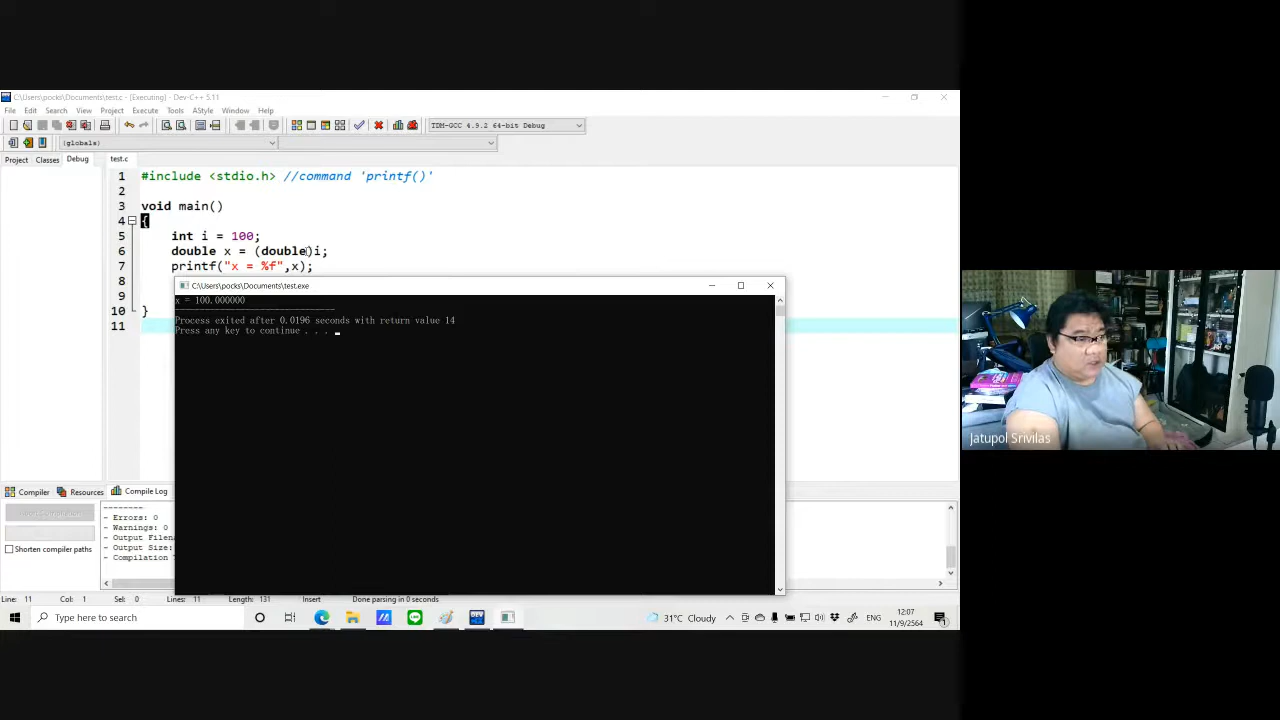 C:\Users\pocks\Documents\test.c - [Executing] - Dev-C++ 5.11
File Edit Search View Project Execute Tools AStyle Window Help
TDM-GCC 4.9.2 64-bit Debug
(globals)
Project Classes Debug test.c
1 #include <stdio.h> //command 'printf()'
2
3 void main()
4 {
5 int i = 100;
6 double x = (double)i;
7 printf("x = %f",x);
8
9
10 }
11
C:\Users\pocks\Documents\test.exe
x = 100.000000
--------------------------------
Process exited after 0.0196 seconds with return value 14
Press any key to continue . . .
Jatupol Srivilas
Compiler Resources Compile Log
--------
- Errors: 0
- Warnings: 0
- Output Filen
- Output Size:
- Compilation T
Shorten compiler paths
Line: 11 Col: 1 Sel: 0 Lines: 11 Length: 131 Insert Done parsing in 0 seconds
Type here to search
31°C Cloudy
ENG
12:07
11/9/2564